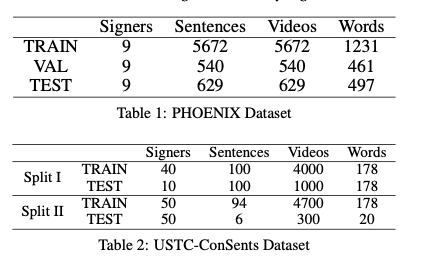 Signers Sentences Videos Words
TRAIN 9 5672 5672 1231
VAL 9 540 540 461
TEST 9 629 629 497
Table 1: PHOENIX Dataset
Signers Sentences Videos Words
Split I TRAIN 40 100 4000 178
TEST 10 100 1000 178
Split II TRAIN 50 94 4700 178
TEST 50 6 300 20
Table 2: USTC-ConSents Dataset